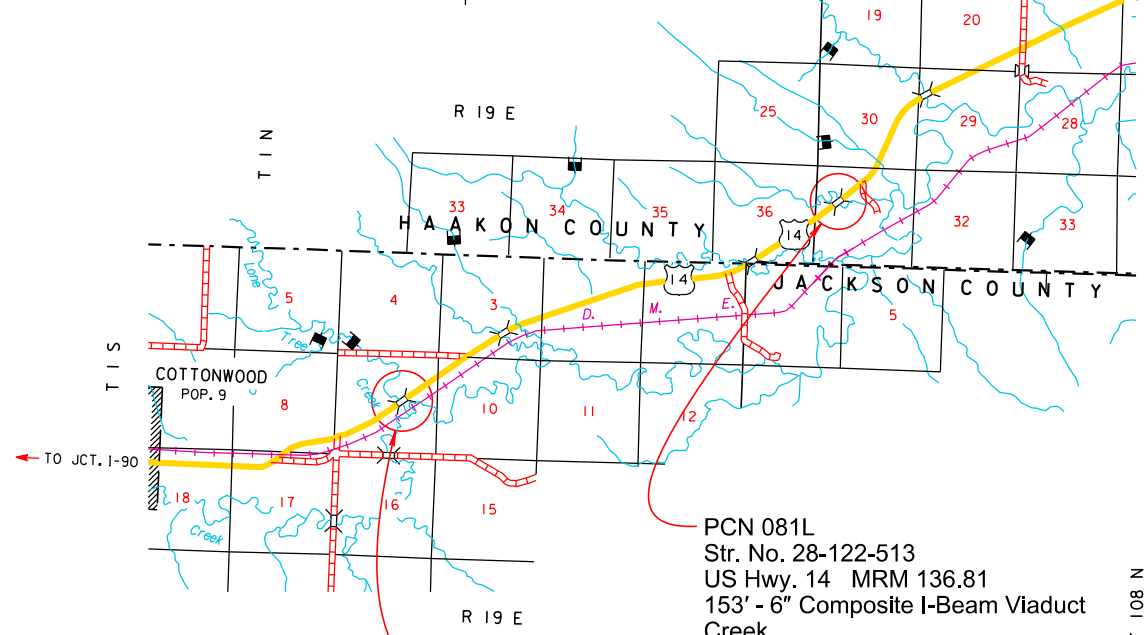 19 20
25 30 29 28
R 19 E
T I N
33 34 35 36 32 33
HAAKON COUNTY
14
14
JACKSON COUNTY
5 4 3 5
Lone
Tree
Creek
D. M. E.
T I S
COTTONWOOD
POP. 9
8 10 11 12
TO JCT. I-90
18 17 16 15
Creek
R 19 E
PCN 081L
Str. No. 28-122-513
US Hwy. 14 MRM 136.81
153' - 6" Composite I-Beam Viaduct
Creek
108 N